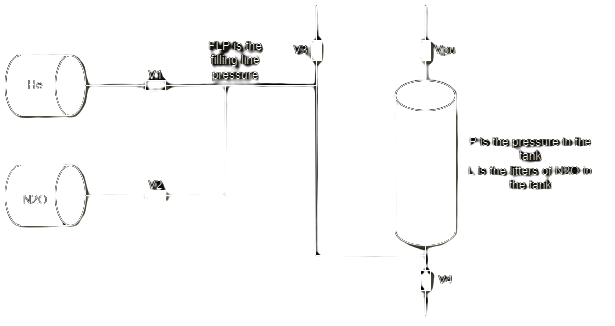 He
V1
FLP is the
filling line
pressure
V3
N2O
V2
P is the pressure in the
tank
L is the litters of N2O in
the tank
V4